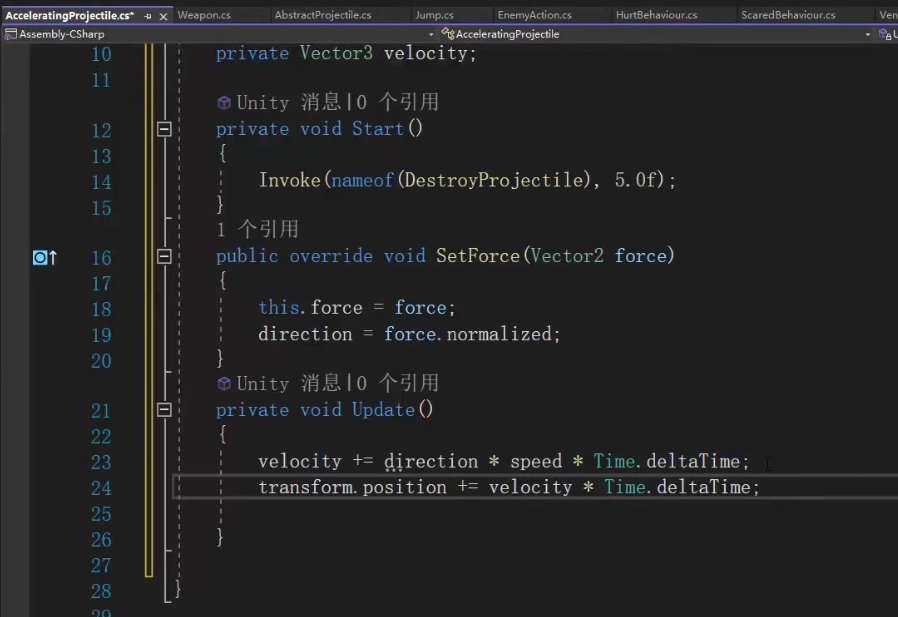 AcceleratingProjectile.cs* Weapon.cs AbstractProjectile.cs Jump.cs EnemyAction.cs HurtBehaviour.cs ScaredBehaviour.cs Ven
Assembly-CSharp AcceleratingProjectile U
10 private Vector3 velocity;
11
Unity 消息|0 个引用
12 private void Start()
13 {
14 Invoke(nameof(DestroyProjectile), 5.0f);
15 }
1 个引用
16 public override void SetForce(Vector2 force)
17 {
18 this.force = force;
19 direction = force.normalized;
20 }
Unity 消息|0 个引用
21 private void Update()
22 {
23 velocity += direction * speed * Time.deltaTime;
24 transform.position += velocity * Time.deltaTime;
25
26 }
27
28 }
29